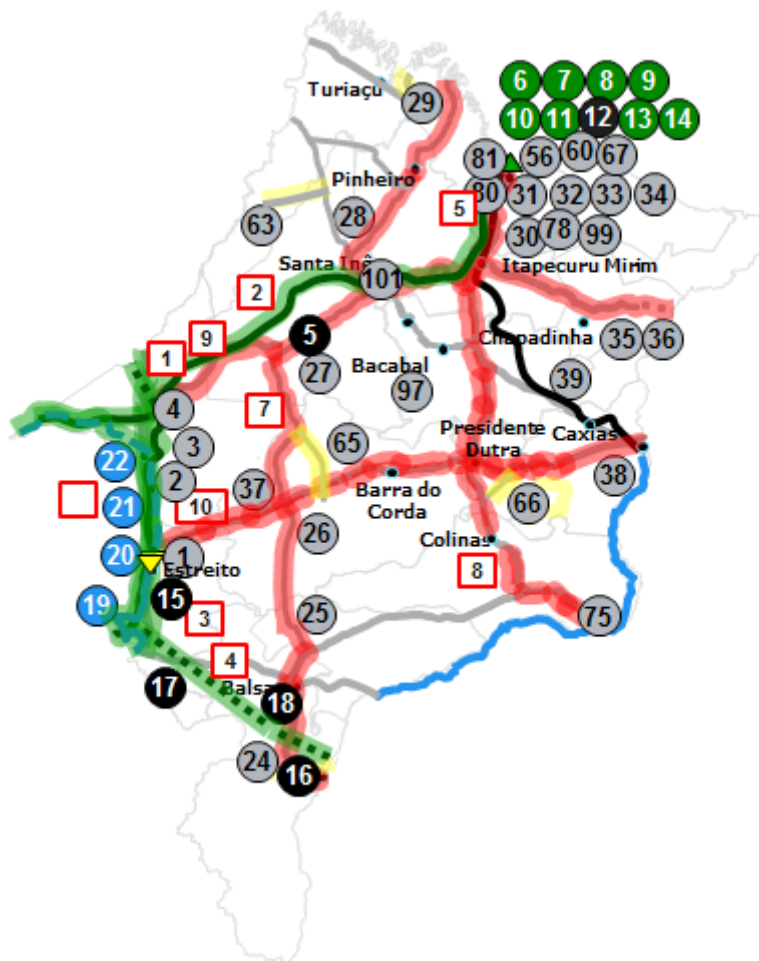 6 7 8 9
Turiaçu
29
10 11 12 13 14
81 56 60 67
Pinheiro
80 31 32 33 34
5
63 28
30 78 99
Santa Inê
101
Itapecuru Mirim
2
9
5
1
27
Bacabal
Chapadinha
35 36
39
97
4
7
Presidente
Dutra
Caxias
3
65
22
2
37
38
21
10
Barra do
Corda
66
26
Colinas
20
1
Estreito
8
15
19
3
25
75
4
17
Balsa
18
24
16